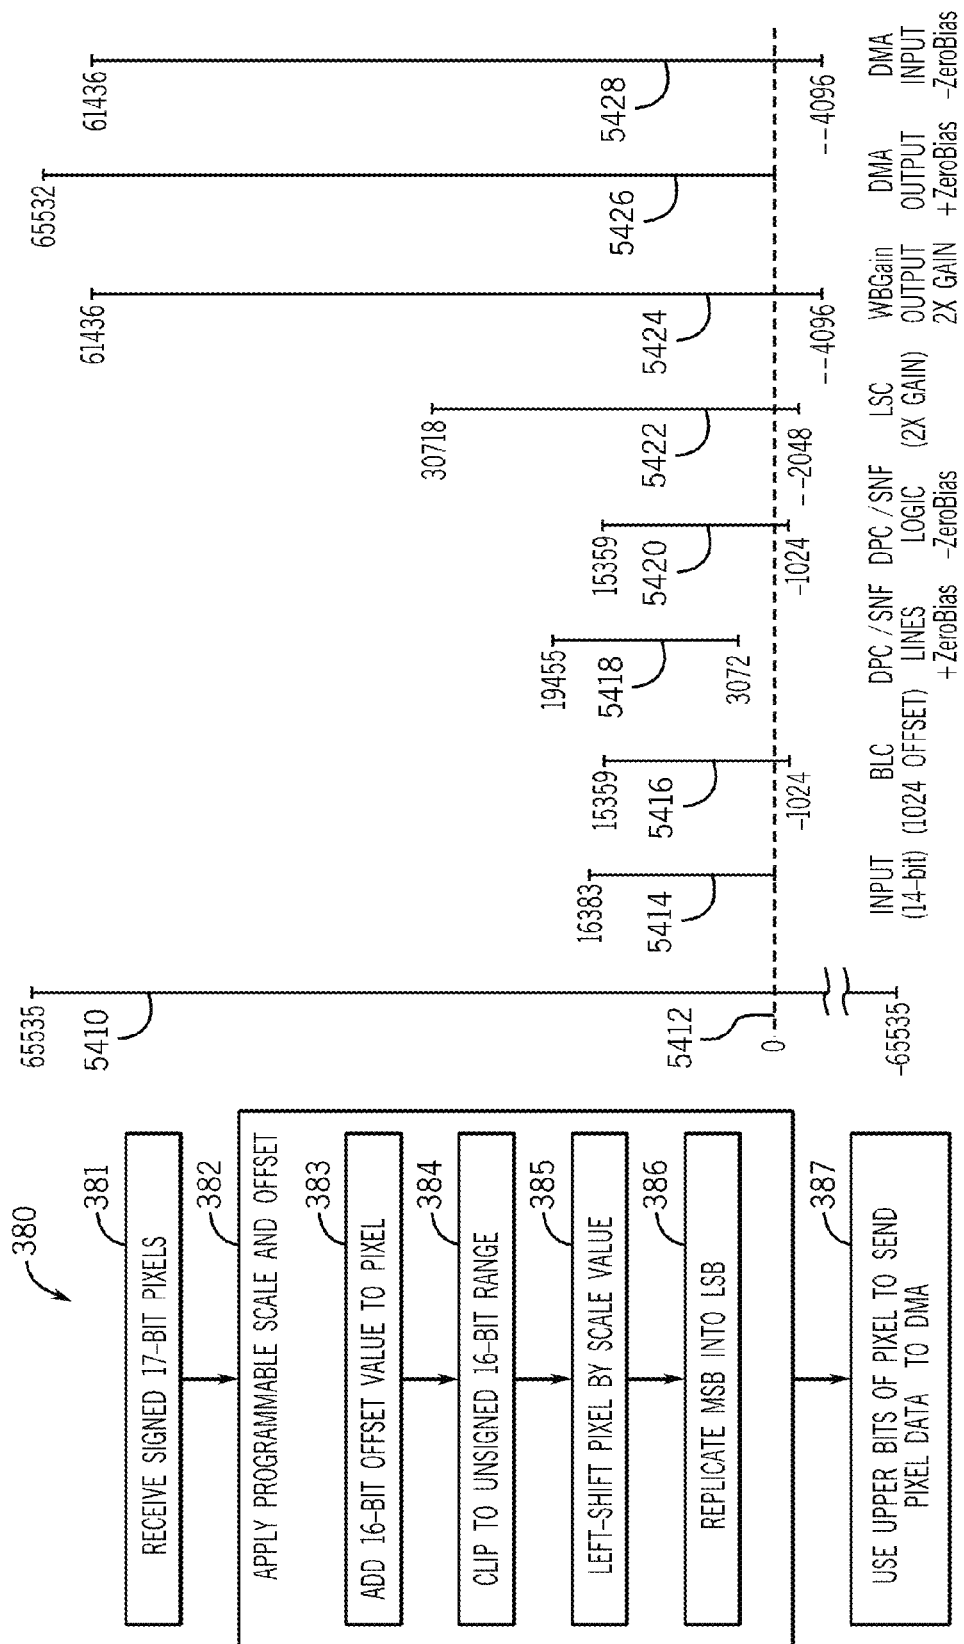 380
381
RECEIVE SIGNED 17-BIT PIXELS
382
APPLY PROGRAMMABLE SCALE AND OFFSET
383
ADD 16-BIT OFFSET VALUE TO PIXEL
384
CLIP TO UNSIGNED 16-BIT RANGE
385
LEFT-SHIFT PIXEL BY SCALE VALUE
386
REPLICATE MSB INTO LSB
387
USE UPPER BITS OF PIXEL TO SEND
PIXEL DATA TO DMA
65535
5410
5412
0
-65535
16383
5414
INPUT
(14-bit)
15359
5416
-1024
BLC
(1024 OFFSET)
19455
5418
3072
DPC/SNF
LINES
+ZeroBias
15359
5420
-1024
DPC/SNF
LOGIC
-ZeroBias
30718
5422
--2048
LSC
(2X GAIN)
61436
5424
--4096
WBGain
OUTPUT
2X GAIN
65532
5426
DMA
OUTPUT
+ZeroBias
61436
5428
--4096
DMA
INPUT
-ZeroBias